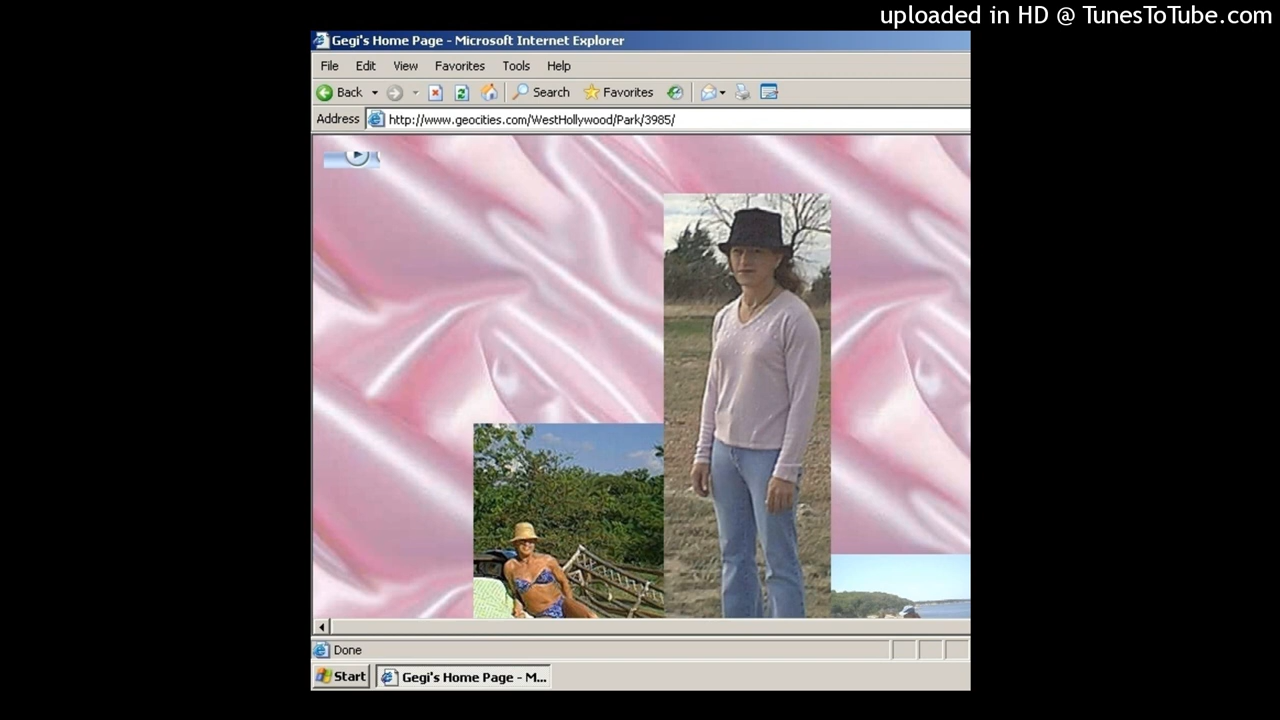 uploaded in HD @ TunesToTube.com
Gegi's Home Page - Microsoft Internet Explorer
File Edit View Favorites Tools Help
Back Search Favorites
Address http://www.geocities.com/WestHollywood/Park/3985/
Done
Start Gegi's Home Page - M...